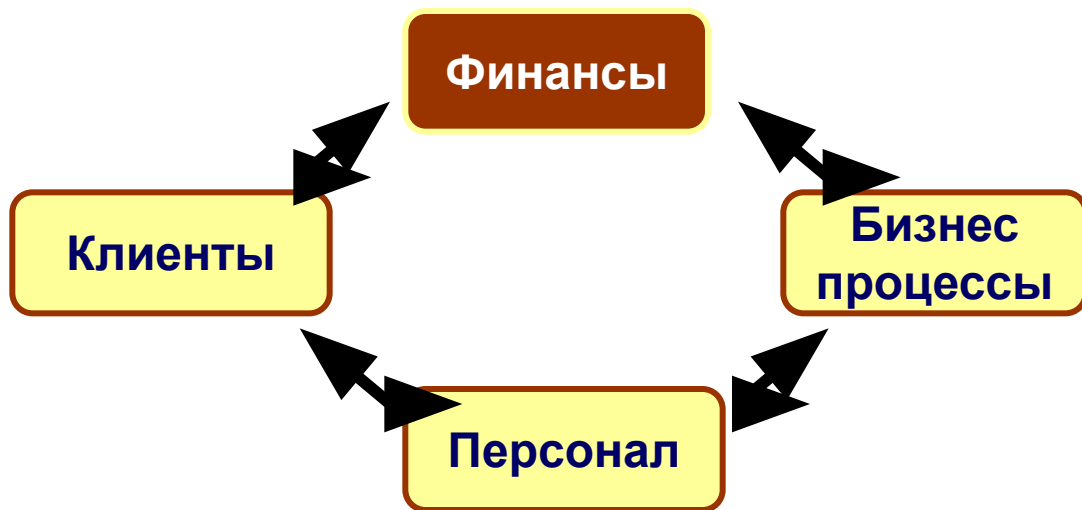 Финансы
Клиенты
Бизнес
процессы
Персонал